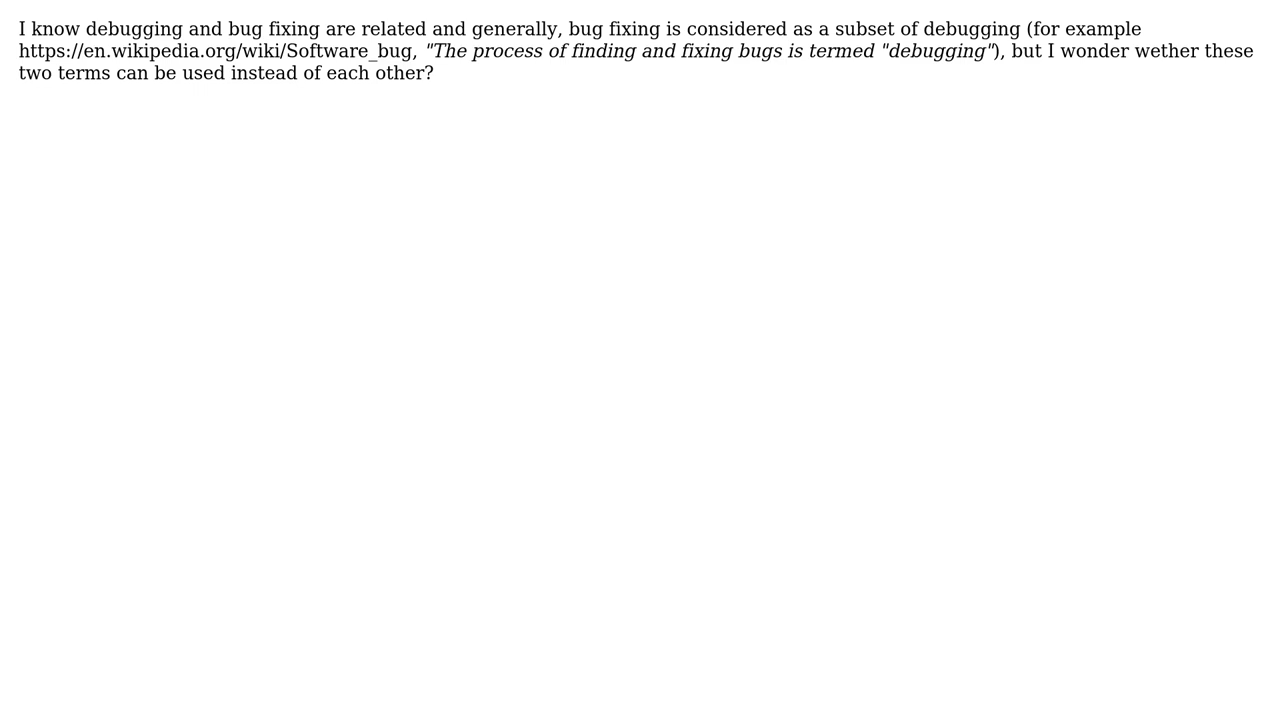 I know debugging and bug fixing are related and generally, bug fixing is considered as a subset of debugging (for example
https://en.wikipedia.org/wiki/Software_bug, "The process of finding and fixing bugs is termed "debugging"), but I wonder wether these
two terms can be used instead of each other?